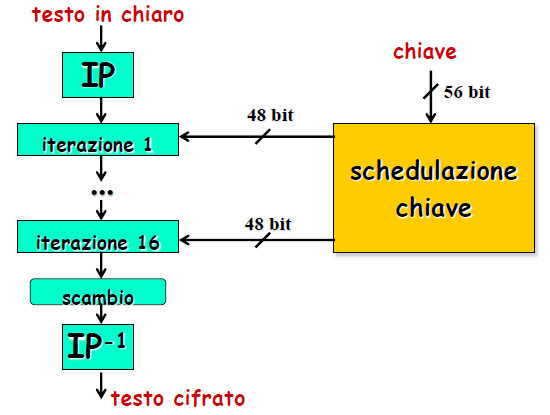 testo in chiaro
IP
chiave
56 bit
48 bit
iterazione 1
schedulazione
chiave
...
48 bit
iterazione 16
scambio
IP-1
testo cifrato